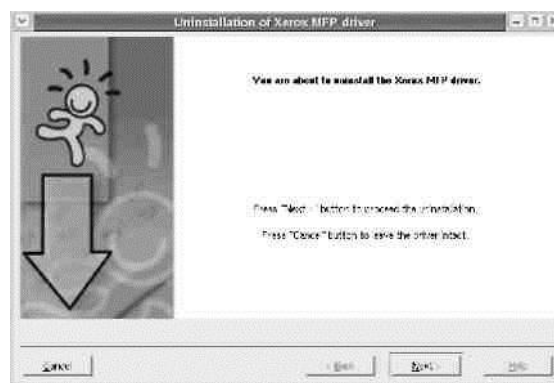 Uninstallation of Xerox MFP driver
You are about to uninstall the Xerox MFP driver.
Press "Next >" button to proceed the uninstallation.
Press "Cancel" button to leave the driver intact.
Cancel
< Back
Next >
Help